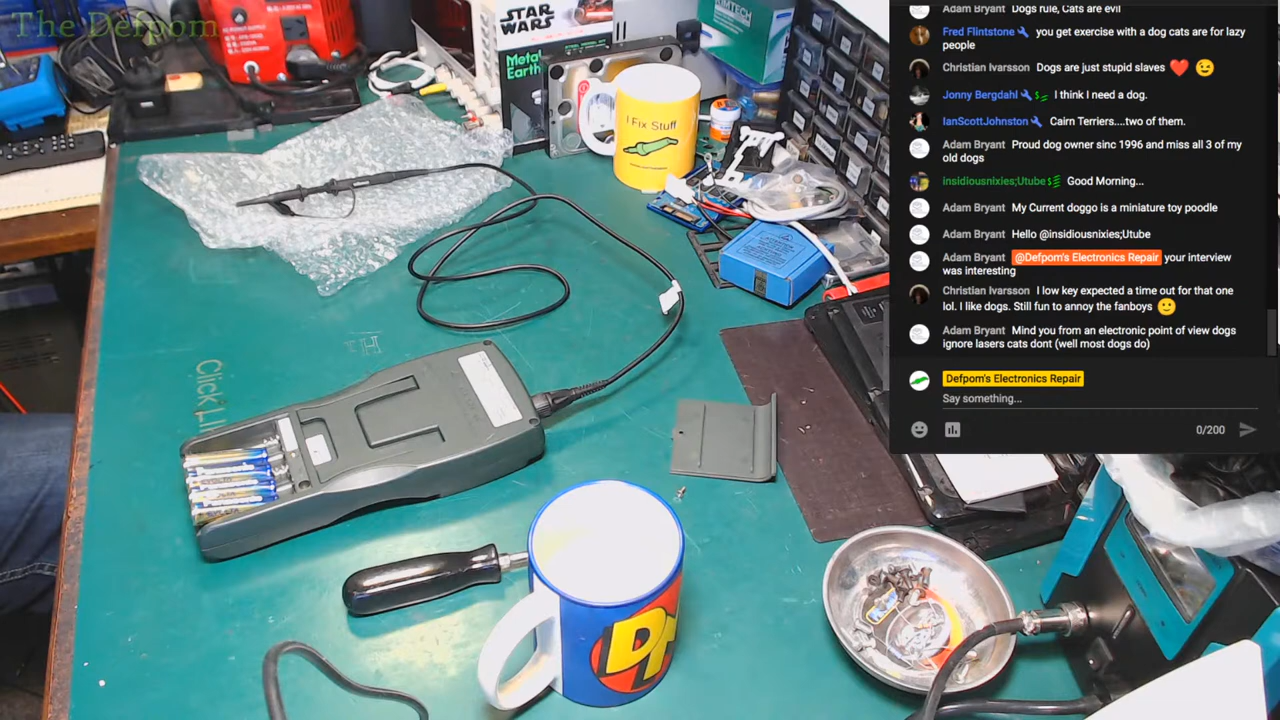 The Defpom
STAR
WARS
Metal
Earth
KIMTECH
I Fix Stuff
Click
Panasonic
Panasonic
DM
Adam Bryant Dogs rule, Cats are evil
Fred Flintstone you get exercise with a dog cats are for lazy
people
Christian Ivarsson Dogs are just stupid slaves ❤️ 😉
Jonny Bergdahl I think I need a dog.
IanScottJohnston Cairn Terriers....two of them.
Adam Bryant Proud dog owner sinc 1996 and miss all 3 of my
old dogs
insidiousnixies;Utube Good Morning...
Adam Bryant My Current doggo is a miniature toy poodle
Adam Bryant Hello @insidiousnixies;Utube
Adam Bryant @Defpom's Electronics Repair your interview
was interesting
Christian Ivarsson I low key expected a time out for that one
lol. I like dogs. Still fun to annoy the fanboys 🙂
Adam Bryant Mind you from an electronic point of view dogs
ignore lasers cats dont (well most dogs do)
Defpom's Electronics Repair
Say something...
0/200